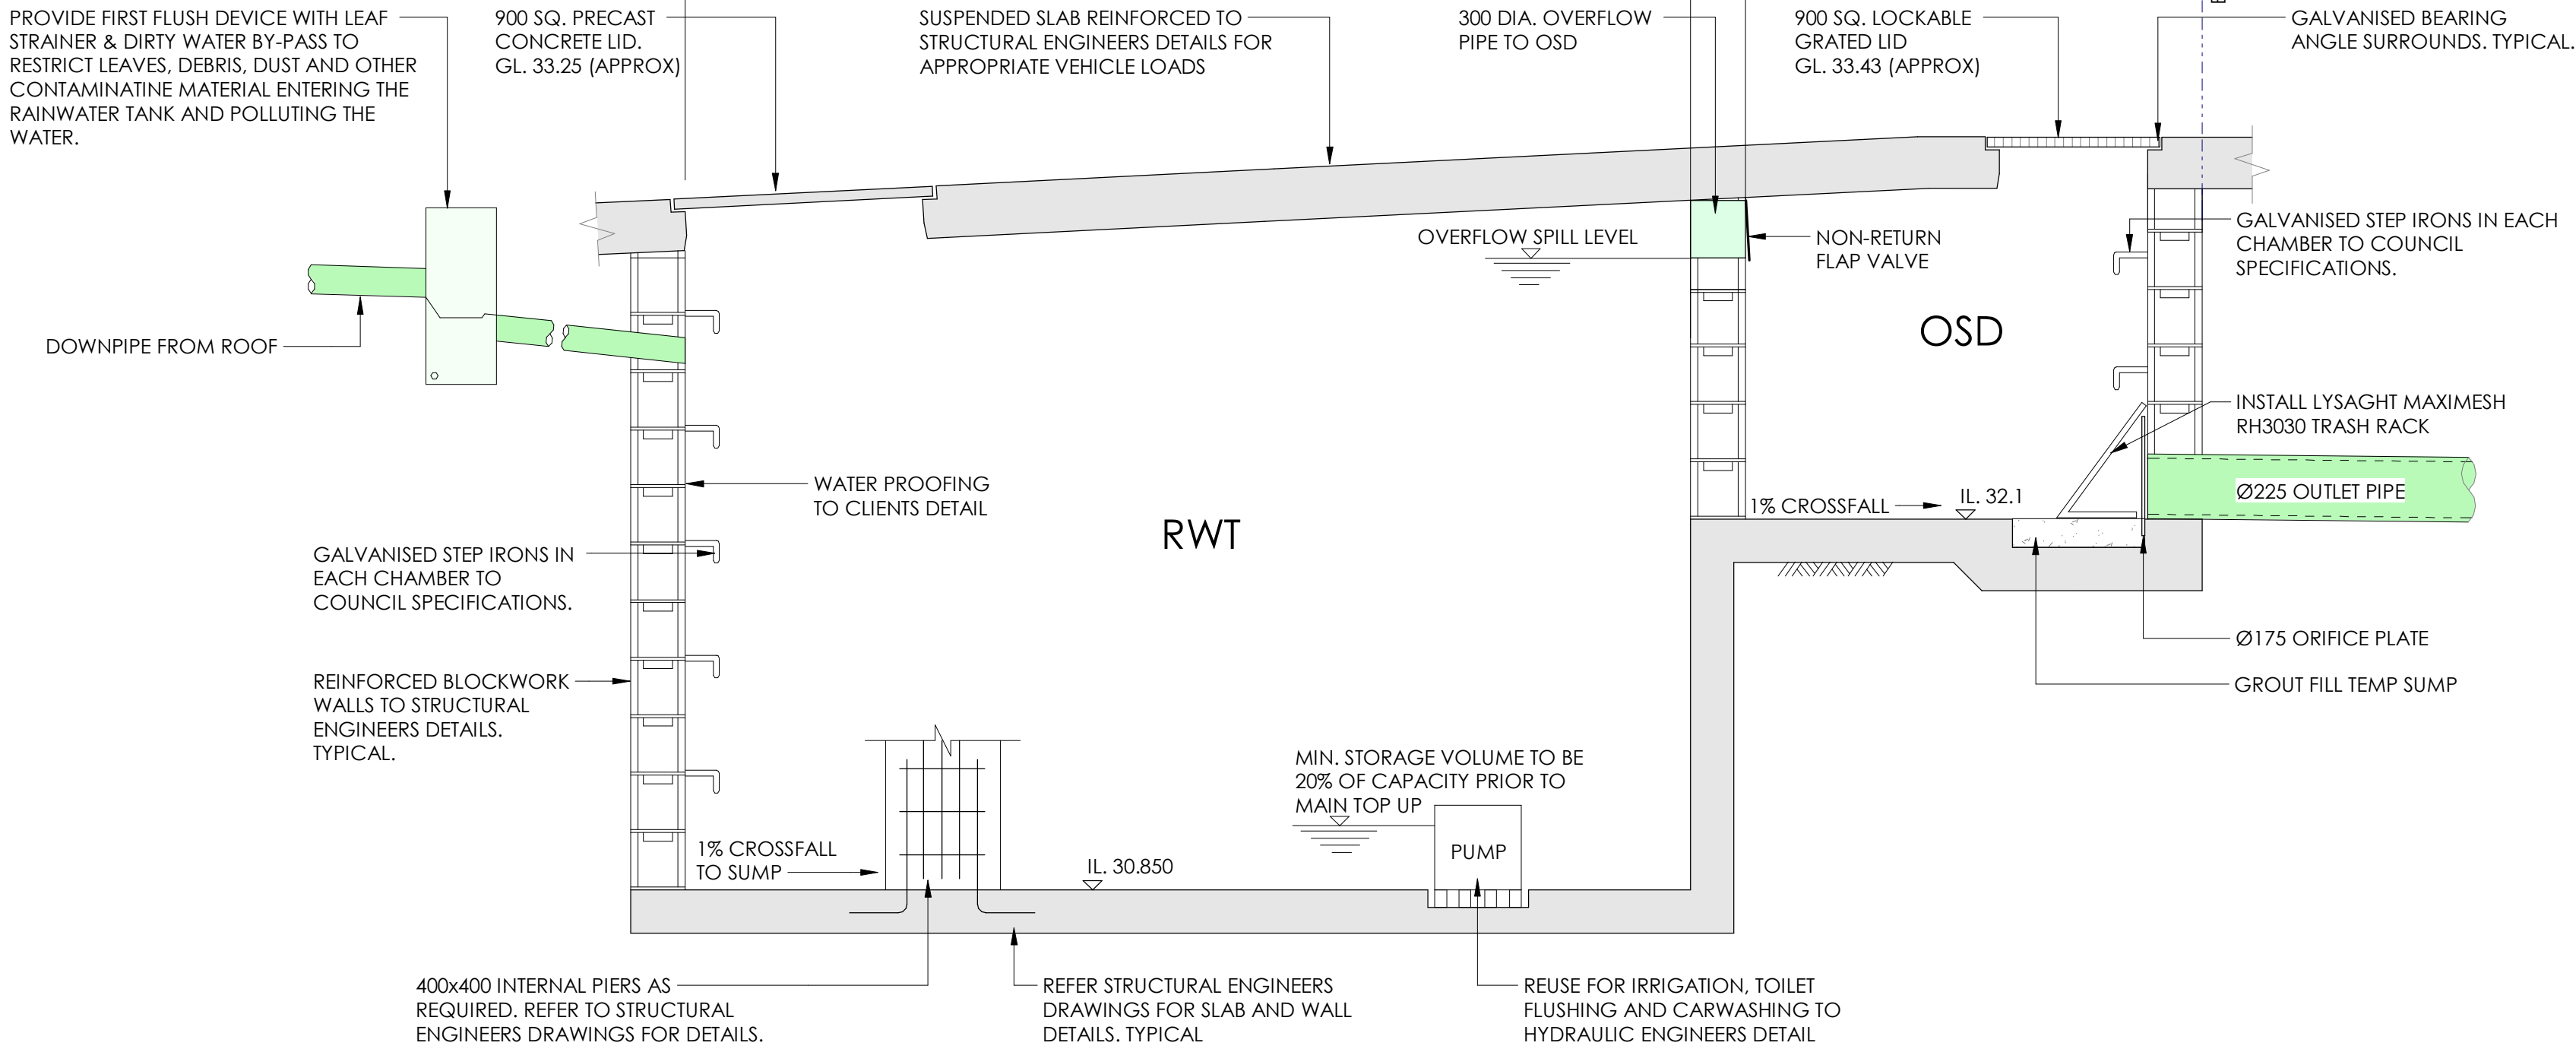 PROVIDE FIRST FLUSH DEVICE WITH LEAF
STRAINER & DIRTY WATER BY-PASS TO
RESTRICT LEAVES, DEBRIS, DUST AND OTHER
CONTAMINATINE MATERIAL ENTERING THE
RAINWATER TANK AND POLLUTING THE
WATER.
900 SQ. PRECAST
CONCRETE LID.
GL. 33.25 (APPROX)
SUSPENDED SLAB REINFORCED TO
STRUCTURAL ENGINEERS DETAILS FOR
APPROPRIATE VEHICLE LOADS
300 DIA. OVERFLOW
PIPE TO OSD
900 SQ. LOCKABLE
GRATED LID
GL. 33.43 (APPROX)
GALVANISED BEARING
ANGLE SURROUNDS. TYPICAL.
OVERFLOW SPILL LEVEL
NON-RETURN
FLAP VALVE
GALVANISED STEP IRONS IN EACH
CHAMBER TO COUNCIL
SPECIFICATIONS.
DOWNPIPE FROM ROOF
OSD
INSTALL LYSAGHT MAXIMESH
RH3030 TRASH RACK
WATER PROOFING
TO CLIENTS DETAIL
RWT
1% CROSSFALL
IL. 32.1
Ø225 OUTLET PIPE
GALVANISED STEP IRONS IN
EACH CHAMBER TO
COUNCIL SPECIFICATIONS.
Ø175 ORIFICE PLATE
GROUT FILL TEMP SUMP
REINFORCED BLOCKWORK
WALLS TO STRUCTURAL
ENGINEERS DETAILS.
TYPICAL.
MIN. STORAGE VOLUME TO BE
20% OF CAPACITY PRIOR TO
MAIN TOP UP
1% CROSSFALL
TO SUMP
IL. 30.850
PUMP
400x400 INTERNAL PIERS AS
REQUIRED. REFER TO STRUCTURAL
ENGINEERS DRAWINGS FOR DETAILS.
REFER STRUCTURAL ENGINEERS
DRAWINGS FOR SLAB AND WALL
DETAILS. TYPICAL
REUSE FOR IRRIGATION, TOILET
FLUSHING AND CARWASHING TO
HYDRAULIC ENGINEERS DETAIL